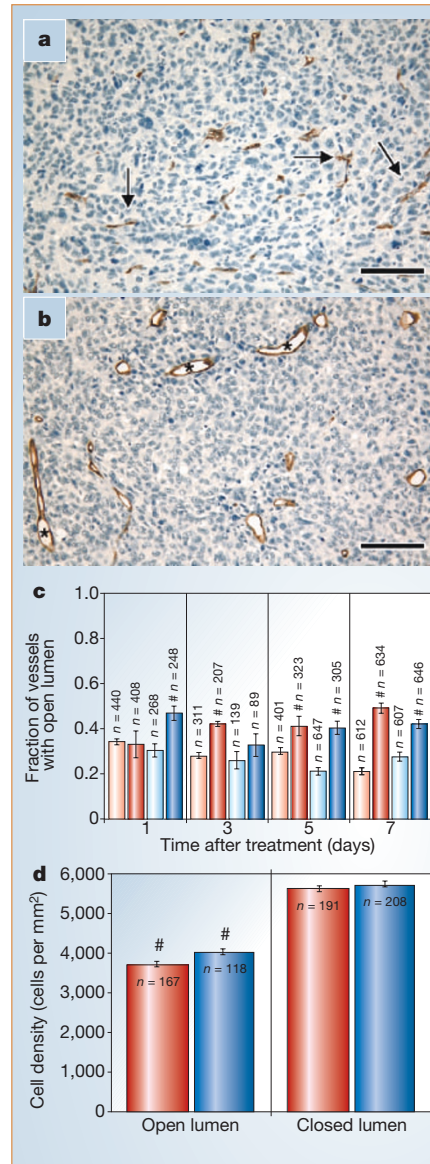 a
b
*
*
*
c
Fraction of vessels
with open lumen
1.0
0.8
0.6
0.4
0.2
0
n = 440
n = 408
n = 268
# n = 248
n = 311
# n = 207
n = 139
n = 89
n = 401
# n = 323
n = 647
# n = 305
n = 612
# n = 634
n = 607
# n = 646
1 3 5 7
Time after treatment (days)
d
Cell density (cells per mm²)
6,000
5,000
4,000
3,000
2,000
1,000
0
# #
n = 167
n = 118
n = 191
n = 208
Open lumen Closed lumen